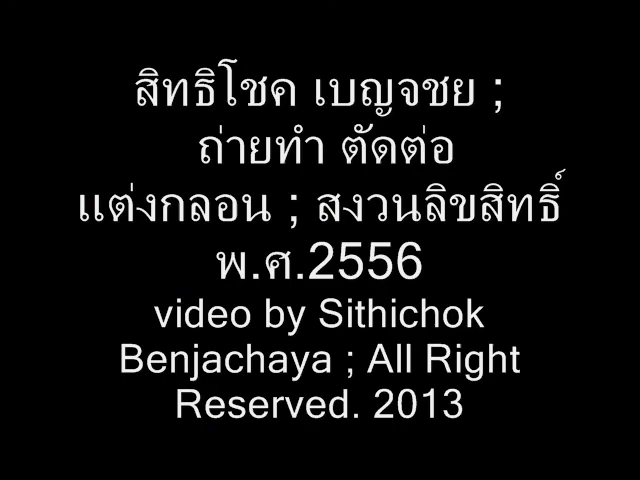 สิทธิโชค เบญจชย ;
ถ่ายทำ ตัดต่อ
แต่งกลอน ; สงวนลิขสิทธิ์
พ.ศ.2556
video by Sithichok
Benjachaya ; All Right
Reserved. 2013